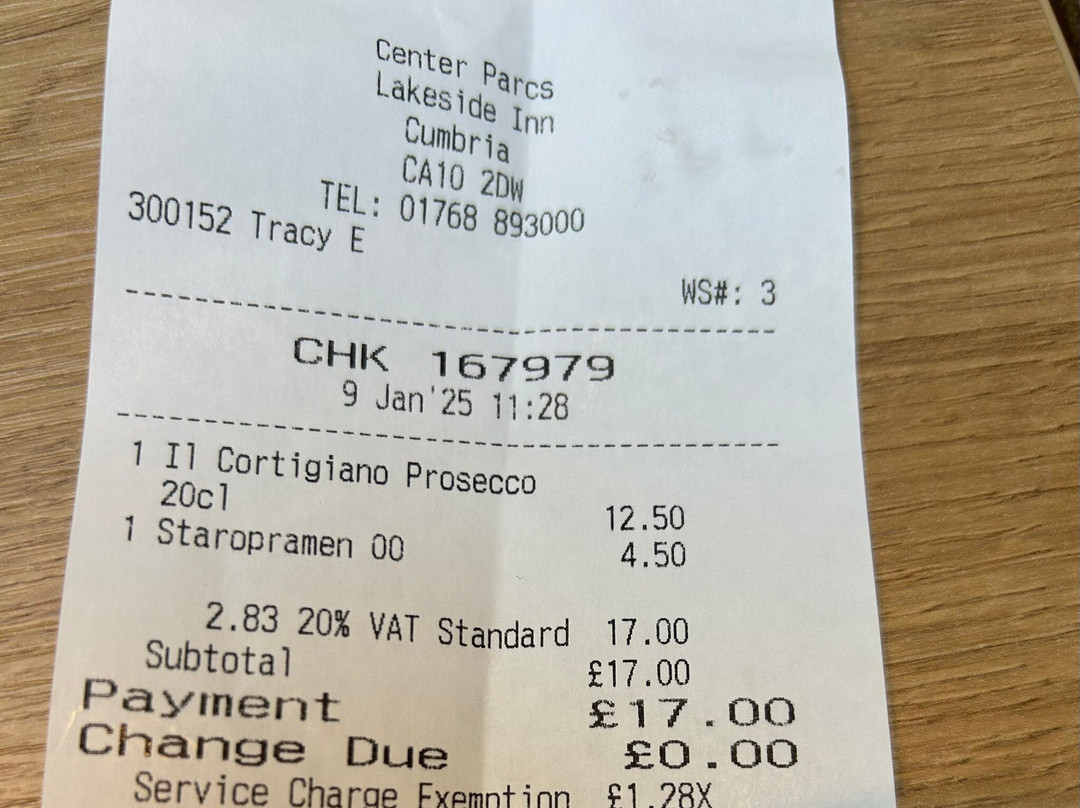 Center Parcs
Lakeside Inn
Cumbria
CA10 2DW
TEL: 01768 893000
300152 Tracy E
WS#: 3
CHK 167979
9 Jan'25 11:28
1 Il Cortigiano Prosecco
20cl 12.50
1 Staropramen 00 4.50
2.83 20% VAT Standard 17.00
Subtotal £17.00
Payment £17.00
Change Due £0.00
Service Charge Exemption £1.28X